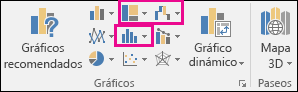 Gráficos
recomendados
Gráfico
dinámico
Mapa
3D
Gráficos
Paseos